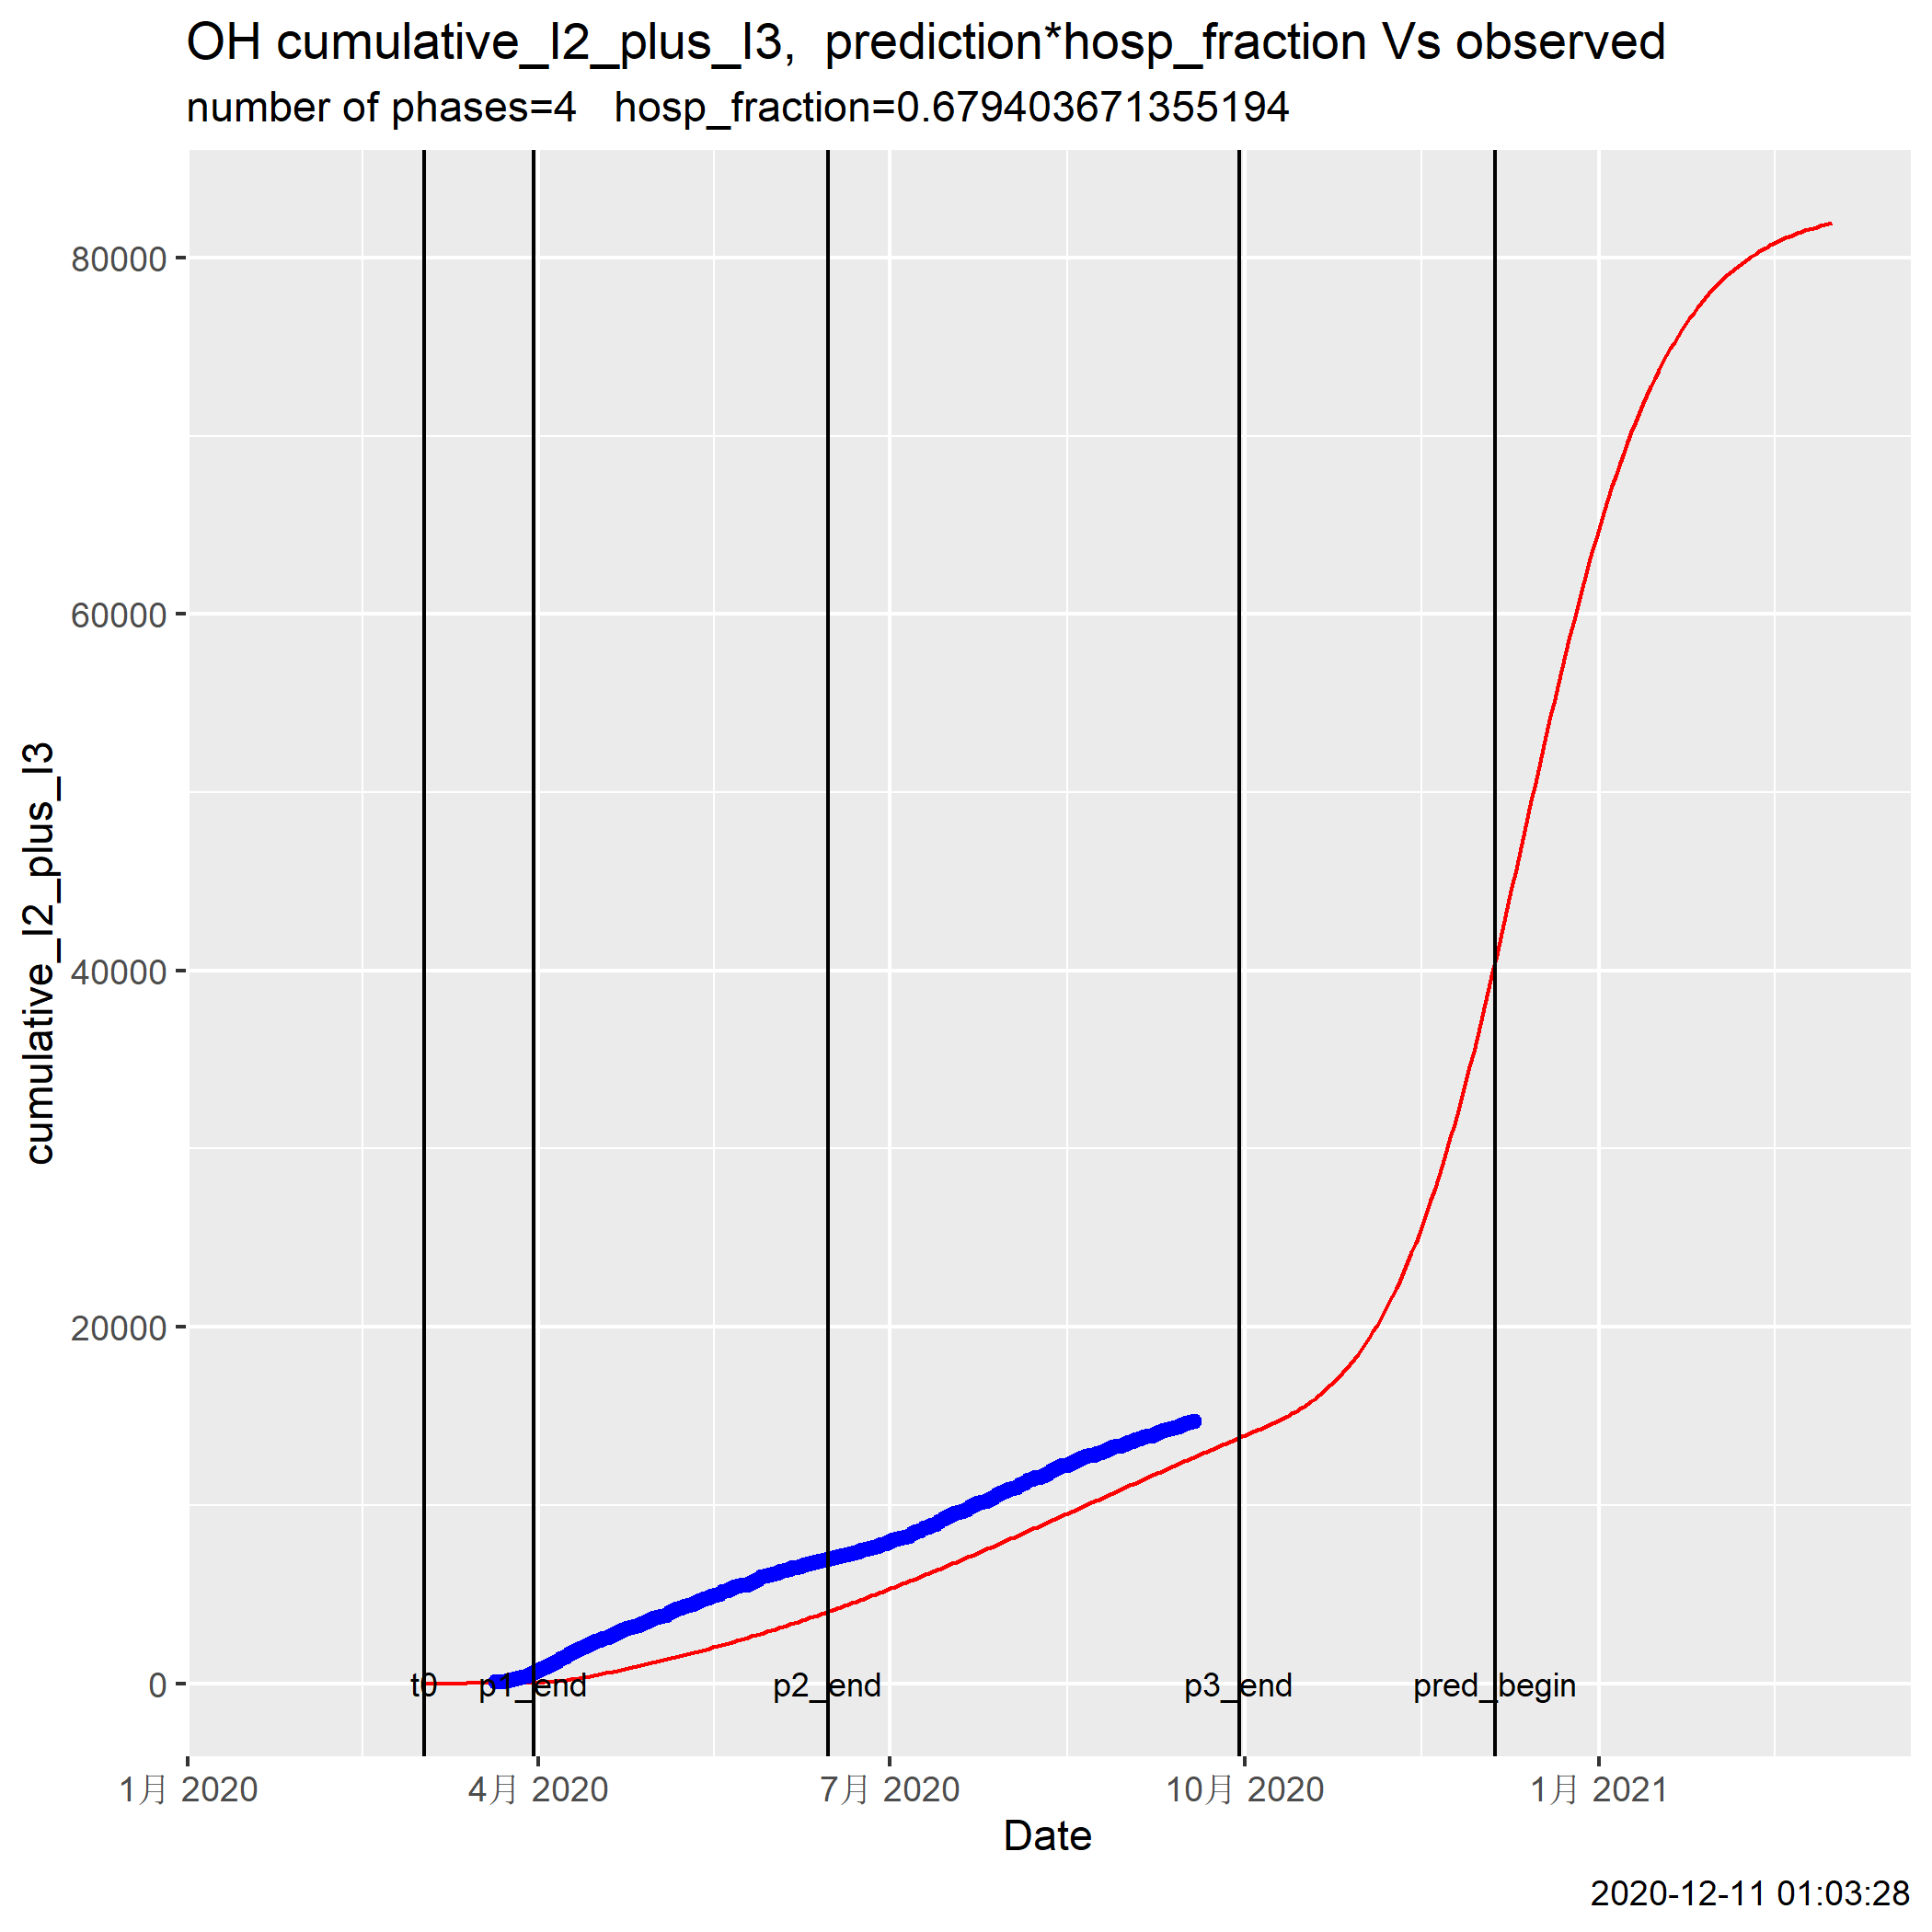 OH cumulative_I2_plus_I3,  prediction*hosp_fraction Vs observed
number of phases=4   hosp_fraction=0.679403671355194
cumulative_I2_plus_I3
80000
60000
40000
20000
0
t0
p1_end
p2_end
p3_end
pred_begin
1月 2020
4月 2020
7月 2020
10月 2020
1月 2021
Date
2020-12-11 01:03:28